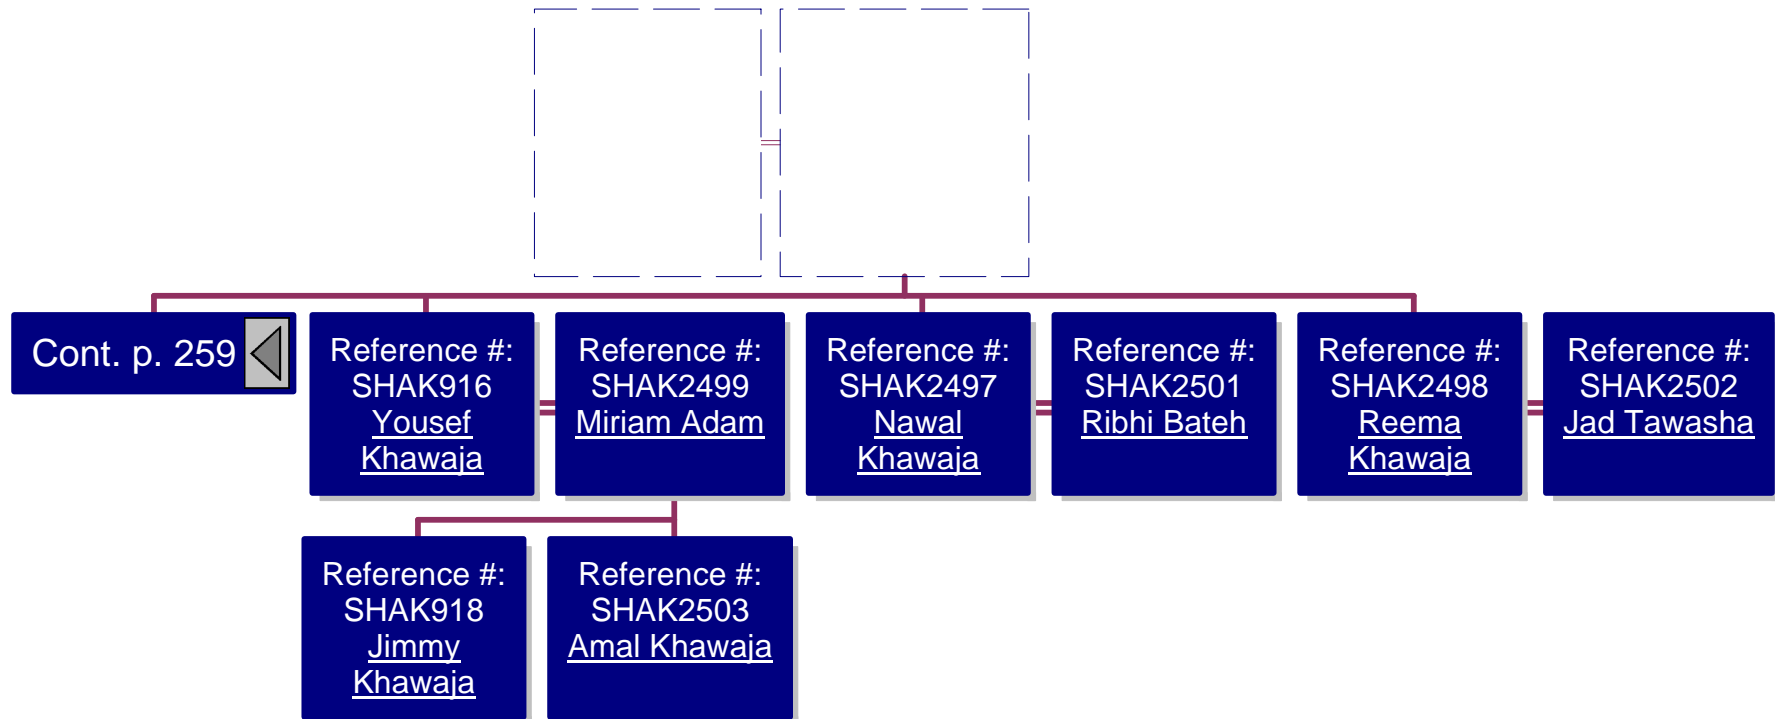 Cont. p. 259
Reference #:
SHAK916
Yousef
Khawaja
Reference #:
SHAK2499
Miriam Adam
Reference #:
SHAK2497
Nawal
Khawaja
Reference #:
SHAK2501
Ribhi Bateh
Reference #:
SHAK2498
Reema
Khawaja
Reference #:
SHAK2502
Jad Tawasha
Reference #:
SHAK918
Jimmy
Khawaja
Reference #:
SHAK2503
Amal Khawaja